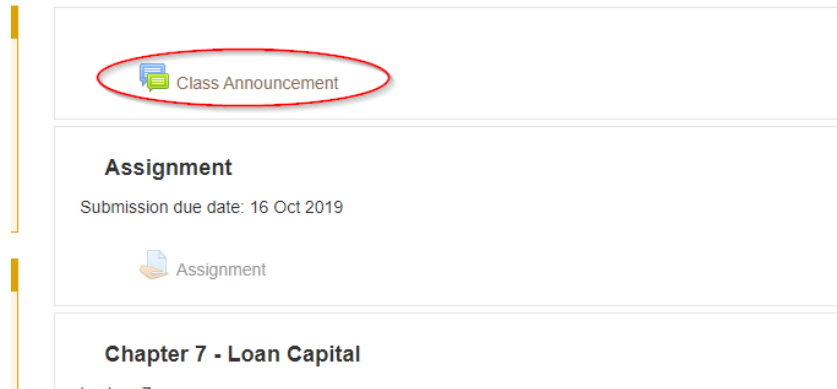 Class Announcement
Assignment
Submission due date: 16 Oct 2019
Assignment
Chapter 7 - Loan Capital